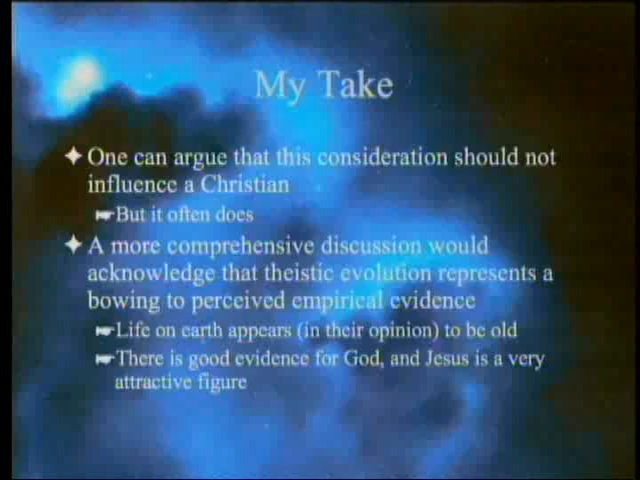 My Take
One can argue that this consideration should not
influence a Christian
But it often does
A more comprehensive discussion would
acknowledge that theistic evolution represents a
bowing to perceived empirical evidence
Life on earth appears (in their opinion) to be old
There is good evidence for God, and Jesus is a very
attractive figure